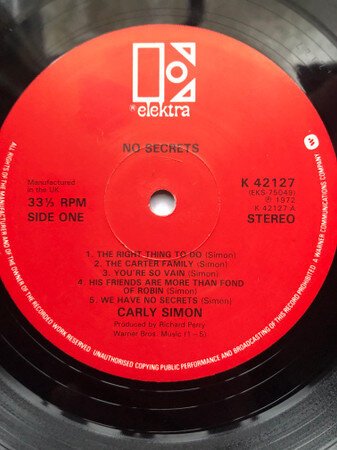 elektra
NO SECRETS
Manufactured
in the UK
33⅓ RPM
SIDE ONE
K 42127
(EKS 75049)
℗ 1972
K 42127 A
STEREO
1. THE RIGHT THING TO DO (Simon)
2. THE CARTER FAMILY (Simon)
3. YOU'RE SO VAIN (Simon)
4. HIS FRIENDS ARE MORE THAN FOND
OF ROBIN (Simon)
5. WE HAVE NO SECRETS (Simon)
CARLY SIMON
Produced by Richard Perry
Warner Bros. Music (1 - 5)
ALL RIGHTS OF THE MANUFACTURER AND OF THE OWNER OF THE RECORDED WORK RESERVED UNAUTHORISED COPYING PUBLIC PERFORMANCE AND BROADCASTING OF THIS RECORD PROHIBITED A WARNER COMMUNICATIONS COMPANY